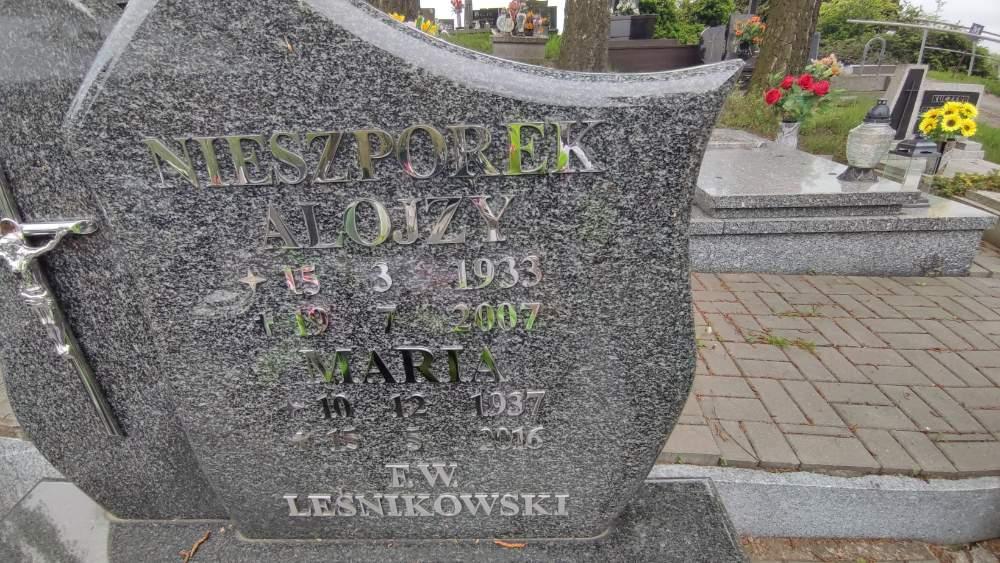 NIESZPOREK
ALOJZY
15 3 1933
19 7 2007
MARIA
10 12 1937
15 5 2016
F.W.
LEŚNIKOWSKI